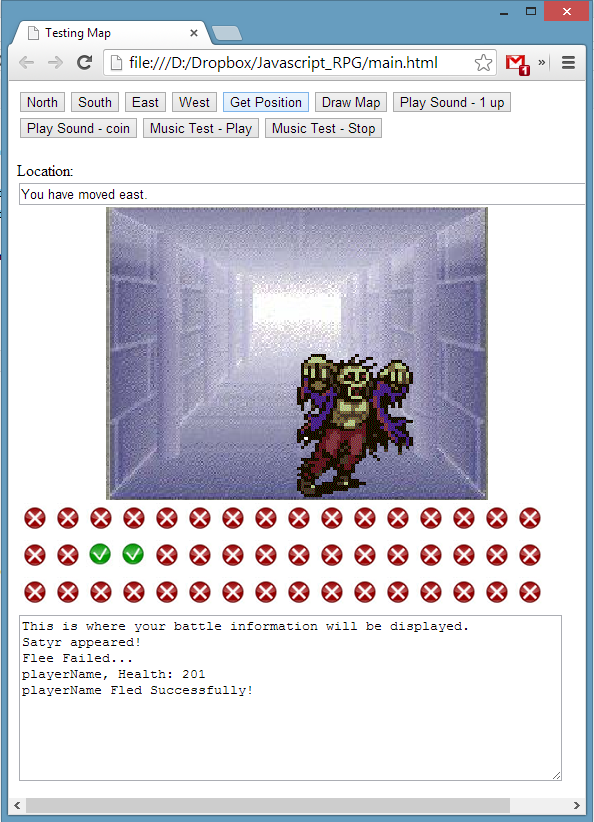 Testing Map
file:///D:/Dropbox/Javascript_RPG/main.html
1
North South East West Get Position Draw Map Play Sound - 1 up
Play Sound - coin Music Test - Play Music Test - Stop
Location:
You have moved east.
This is where your battle information will be displayed.
Satyr appeared!
Flee Failed...
playerName, Health: 201
playerName Fled Successfully!